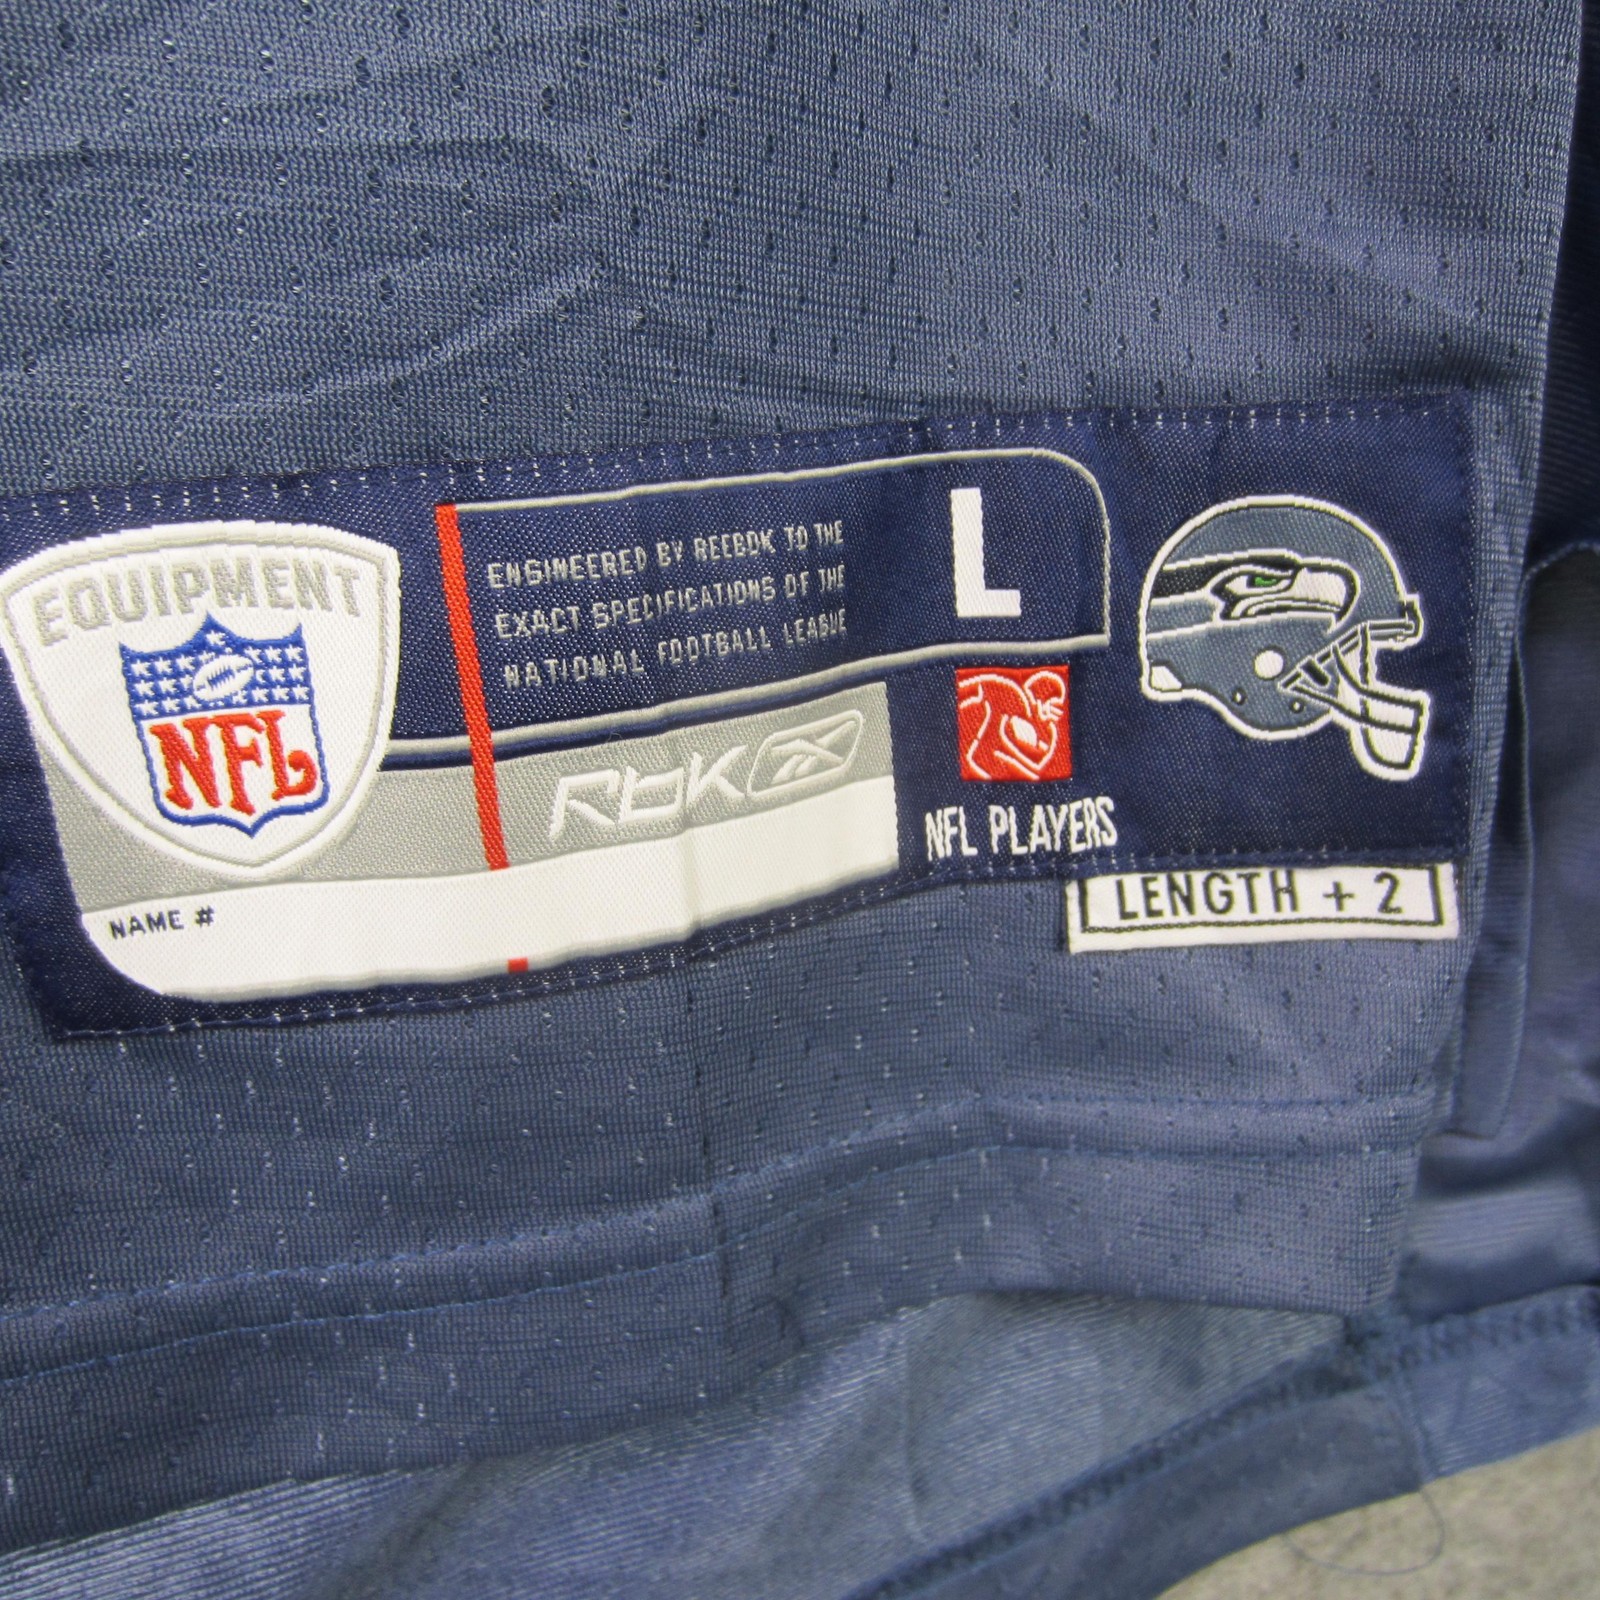 EQUIPMENT
NFL
ENGINEERED BY REEBOK TO THE
EXACT SPECIFICATIONS OF THE
NATIONAL FOOTBALL LEAGUE
L
RBK
NFL PLAYERS
NAME #
LENGTH + 2